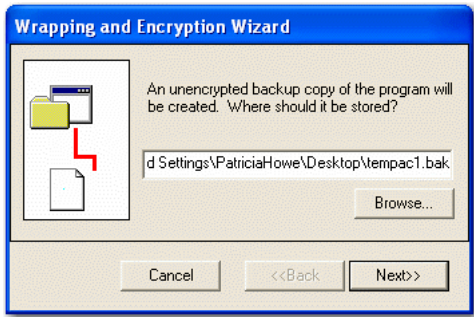 Wrapping and Encryption Wizard
An unencrypted backup copy of the program will
be created. Where should it be stored?
d Settings\PatriciaHowe\Desktop\tempac1.bak
Browse...
Cancel
<<Back
Next>>